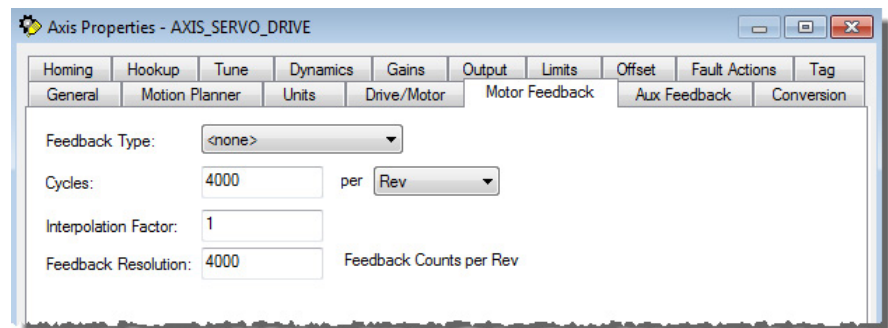 Axis Properties - AXIS_SERVO_DRIVE
Homing Hookup Tune Dynamics Gains Output Limits Offset Fault Actions Tag
General Motion Planner Units Drive/Motor Motor Feedback Aux Feedback Conversion
Feedback Type: <none>
Cycles: 4000 per Rev
Interpolation Factor: 1
Feedback Resolution: 4000 Feedback Counts per Rev